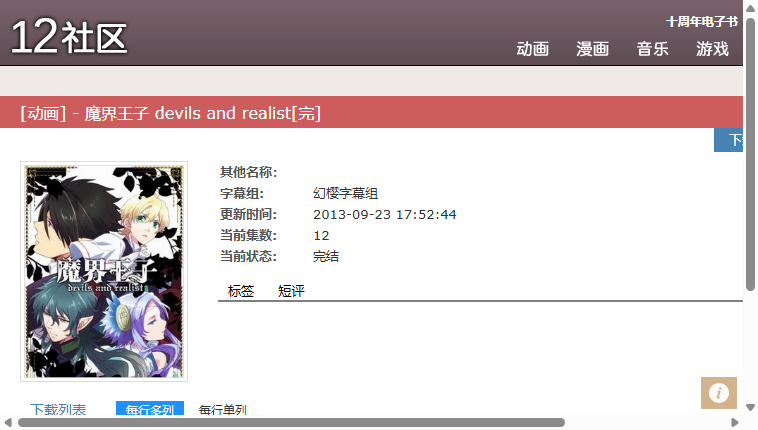 12社区
十周年电子书
动画 漫画 音乐 游戏
[动画] - 魔界王子 devils and realist[完]
下
魔界王子
devils and realist
其他名称:
字幕组: 幻樱字幕组
更新时间: 2013-09-23 17:52:44
当前集数: 12
当前状态: 完结
标签 短评
下载列表 每行多列 每行单列